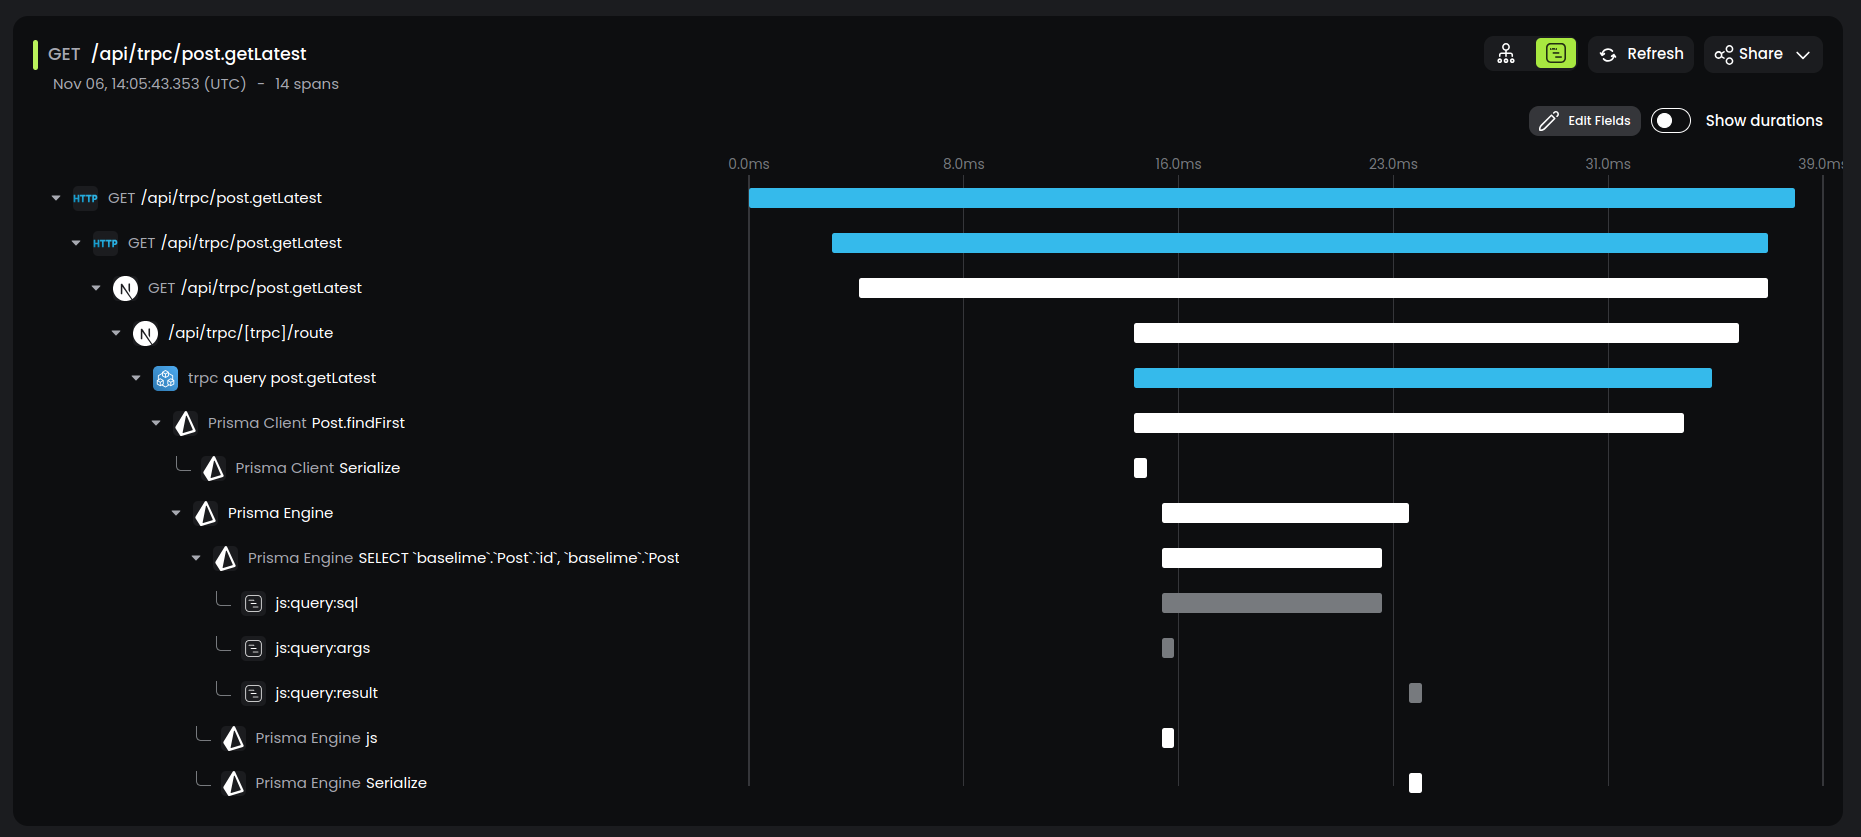 GET /api/trpc/post.getLatest
Nov 06, 14:05:43.353 (UTC) - 14 spans
Refresh
Share
Edit Fields
Show durations
0.0ms 8.0ms 16.0ms 23.0ms 31.0ms 39.0ms
HTTP GET /api/trpc/post.getLatest
HTTP GET /api/trpc/post.getLatest
N GET /api/trpc/post.getLatest
N /api/trpc/[trpc]/route
trpc query post.getLatest
Prisma Client Post.findFirst
Prisma Client Serialize
Prisma Engine
Prisma Engine SELECT `baselime`.`Post`.`id`, `baselime`.`Post
js:query:sql
js:query:args
js:query:result
Prisma Engine js
Prisma Engine Serialize